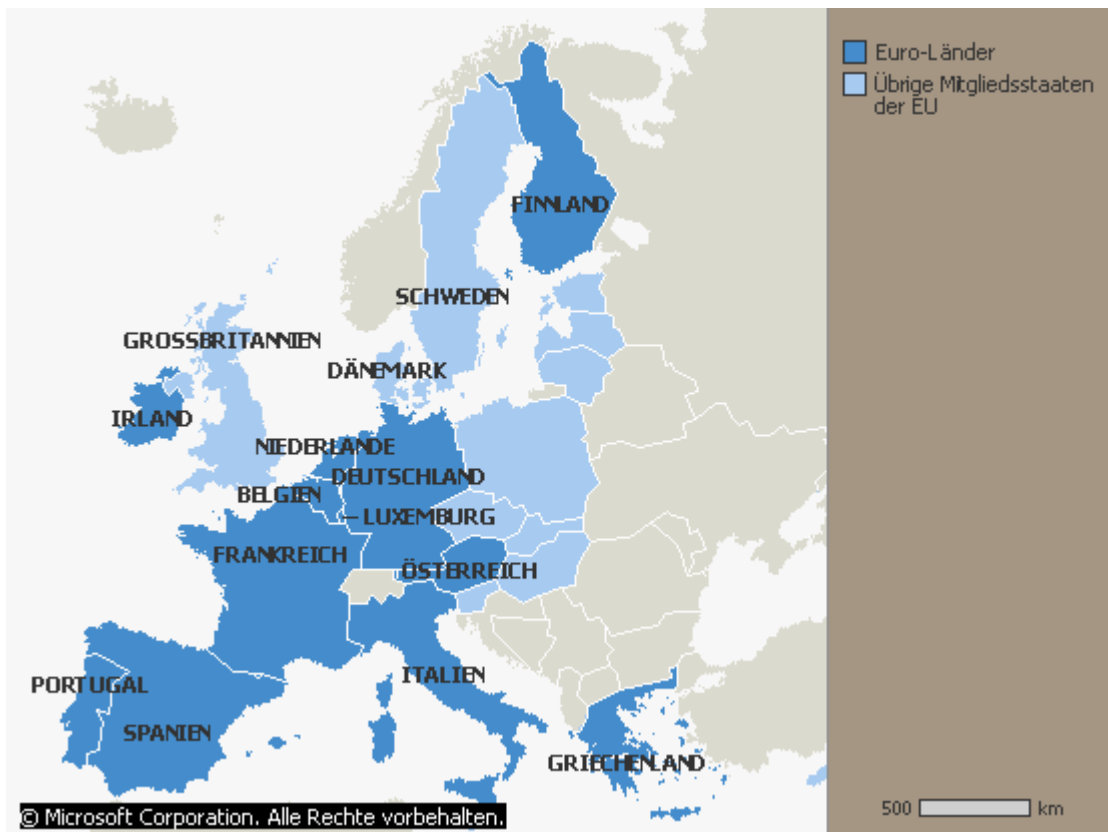 Euro-Länder
Übrige Mitgliedsstaaten
der EU
FINNLAND
SCHWEDEN
GROSSBRITANNIEN
DÄNEMARK
IRLAND
NIEDERLANDE
DEUTSCHLAND
BELGIEN
LUXEMBURG
FRANKREICH
ÖSTERREICH
ITALIEN
PORTUGAL
SPANIEN
GRIECHENLAND
500 km
© Microsoft Corporation. Alle Rechte vorbehalten.